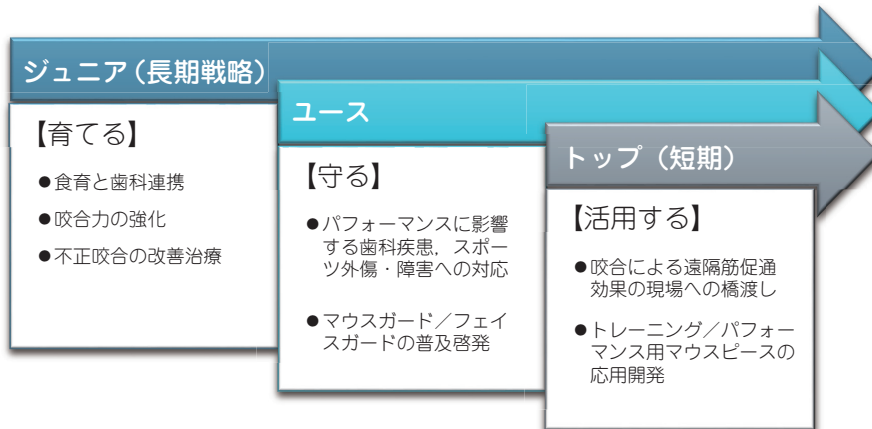 ジュニア（長期戦略）
【育てる】
●食育と歯科連携
●咬合力の強化
●不正咬合の改善治療
ユース
【守る】
●パフォーマンスに影響
する歯科疾患，スポー
ツ外傷・障害への対応
●マウスガード／フェイ
スガードの普及啓発
トップ（短期）
【活用する】
●咬合による遠隔筋促通
効果の現場への橋渡し
●トレーニング／パフォー
マンス用マウスピースの
応用開発